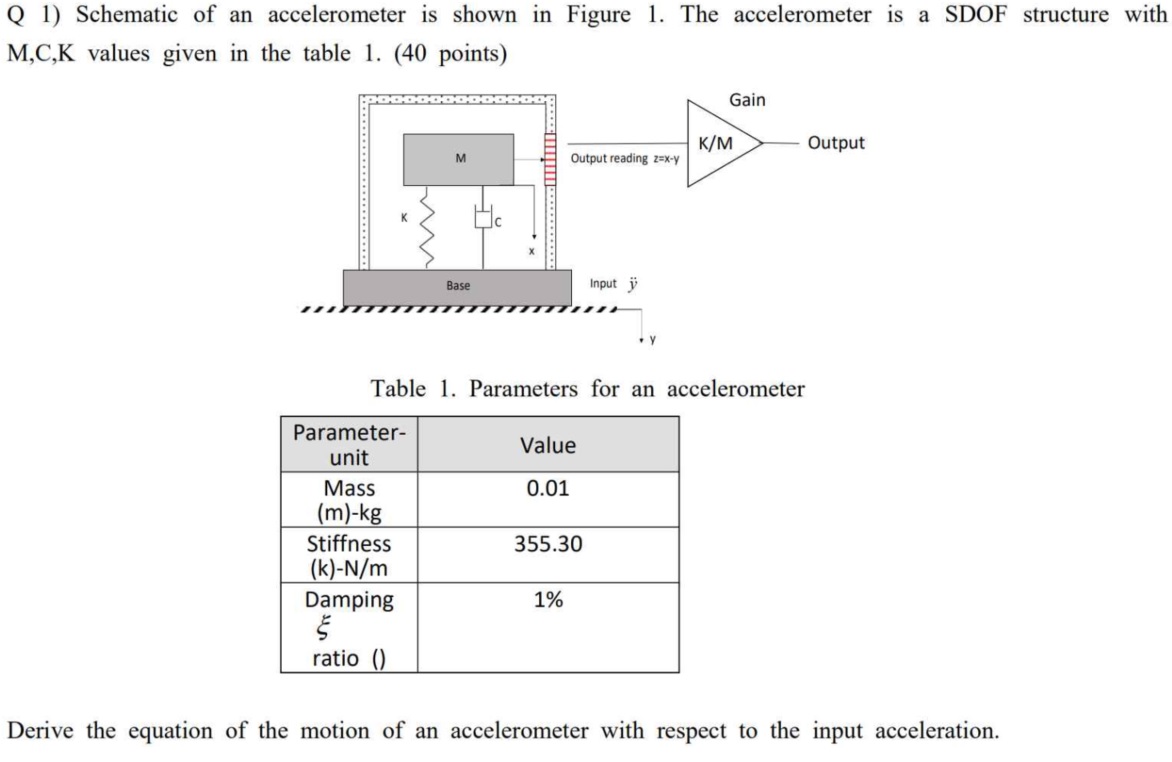 Q 1) Schematic of an accelerometer is shown in Figure 1. The accelerometer is a SDOF structure with
M,C,K values given in the table 1. (40 points)
Gain
K/M
Output
M
Output reading z=x-y
K
C
x
Base
Input ÿ
y
Table 1. Parameters for an accelerometer
Parameter-
unit
Value
Mass
(m)-kg
0.01
Stiffness
(k)-N/m
355.30
Damping
ξ
ratio ()
1%
Derive the equation of the motion of an accelerometer with respect to the input acceleration.